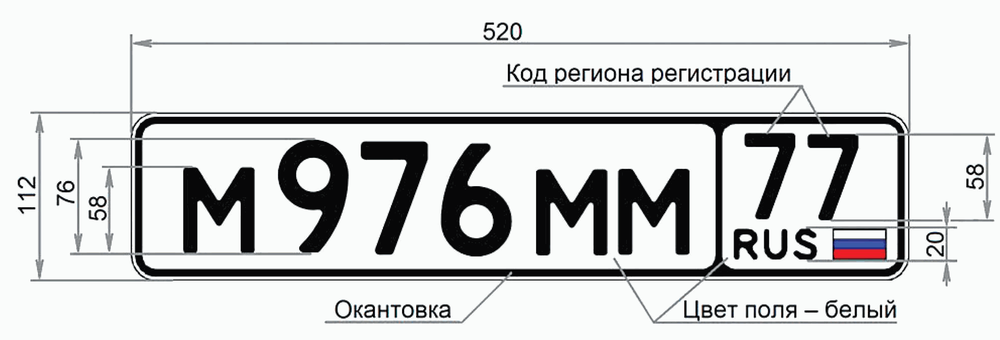 520
Код региона регистрации
112
76
58
М976ММ
77
RUS
58
20
Окантовка
Цвет поля – белый